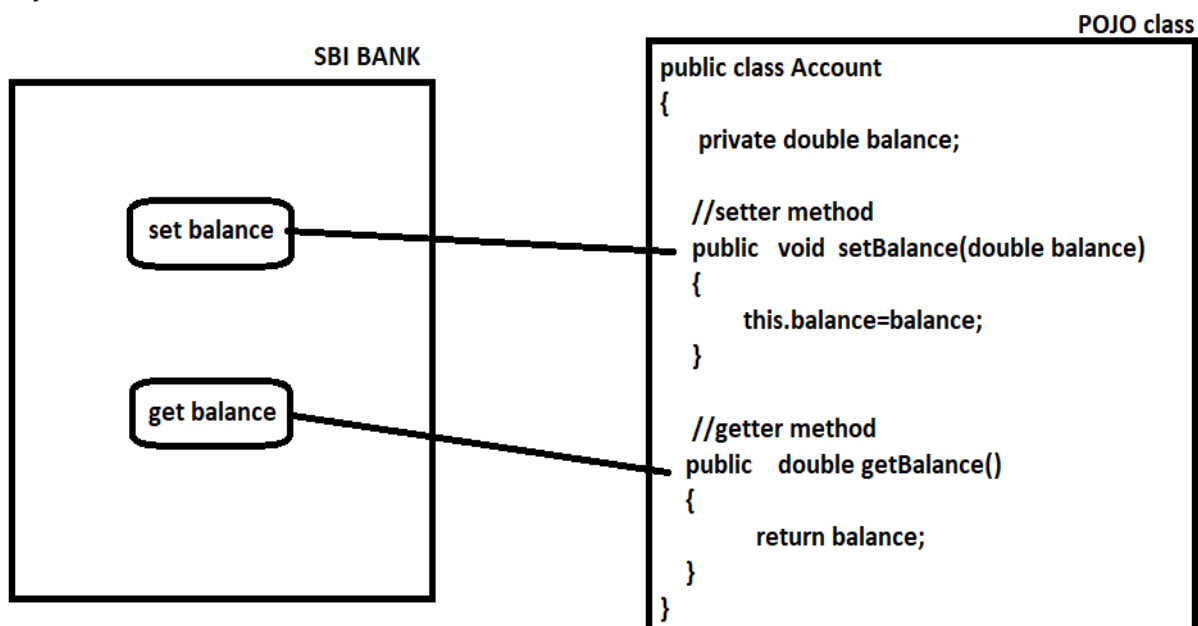 SBI BANK
set balance
get balance
POJO class
public class Account
{
private double balance;
//setter method
public void setBalance(double balance)
{
this.balance=balance;
}
//getter method
public double getBalance()
{
return balance;
}
}